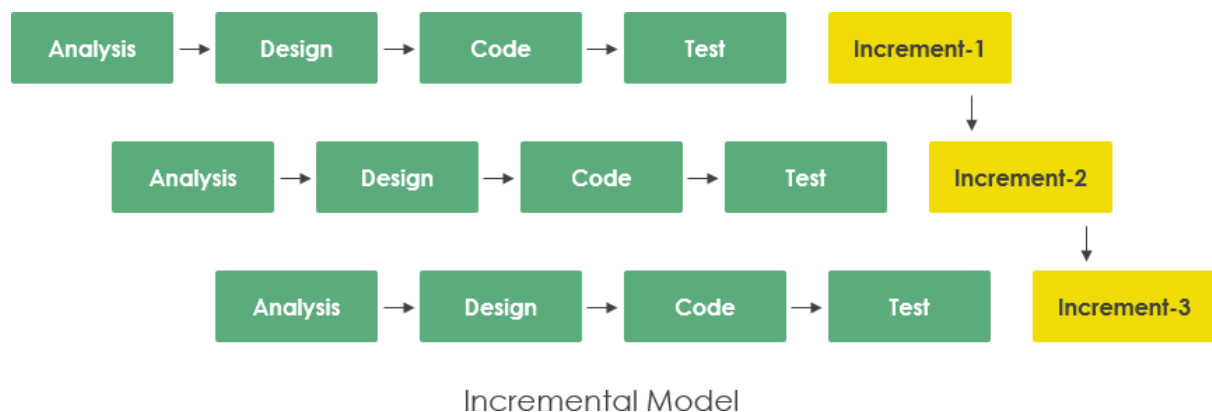 Analysis Design Code Test Increment-1
Analysis Design Code Test Increment-2
Analysis Design Code Test Increment-3
Incremental Model